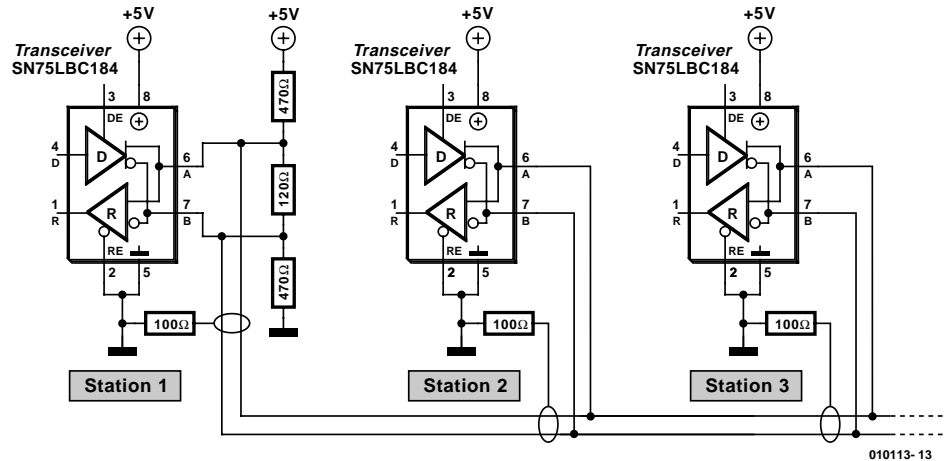 +5V
+5V
+5V
+5V
Transceiver
SN75LBC184
Transceiver
SN75LBC184
Transceiver
SN75LBC184
470Ω
3
8
DE
4
D
D
6
A
1
R
R
7
B
RE
2
5
120Ω
470Ω
100Ω
3
8
DE
4
D
D
6
A
1
R
R
7
B
RE
2
5
100Ω
3
8
DE
4
D
D
6
A
1
R
R
7
B
RE
2
5
100Ω
Station 1
Station 2
Station 3
010113- 13